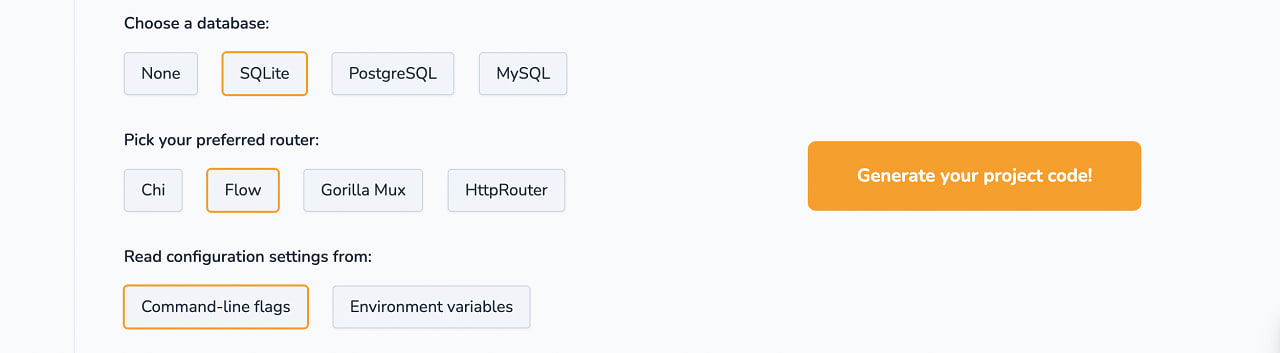 Choose a database:
None SQLite PostgreSQL MySQL
Pick your preferred router:
Chi Flow Gorilla Mux HttpRouter
Generate your project code!
Read configuration settings from:
Command-line flags Environment variables